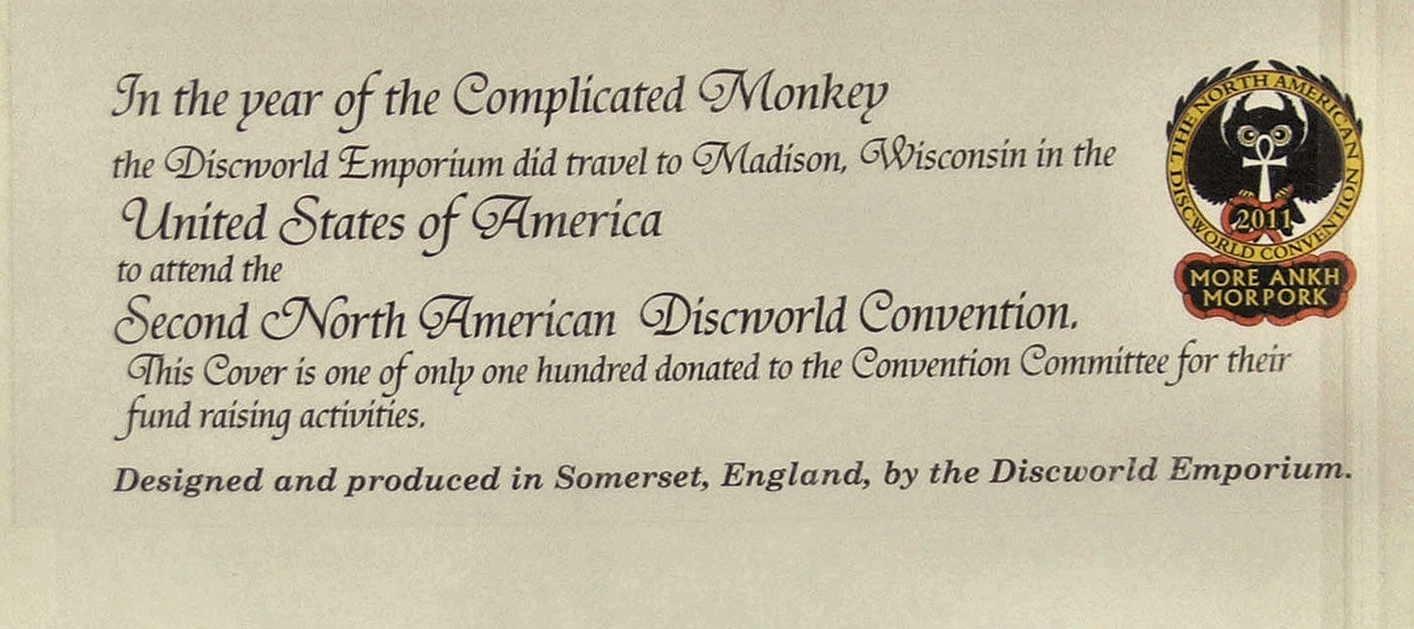 In the year of the Complicated Monkey
the Discworld Emporium did travel to Madison, Wisconsin in the
United States of America
to attend the
Second North American Discworld Convention.
This Cover is one of only one hundred donated to the Convention Committee for their
fund raising activities.
Designed and produced in Somerset, England, by the Discworld Emporium.
THE NORTH AMERICAN
DISCWORLD CONVENTION
2011
MORE ANKH
MORPORK